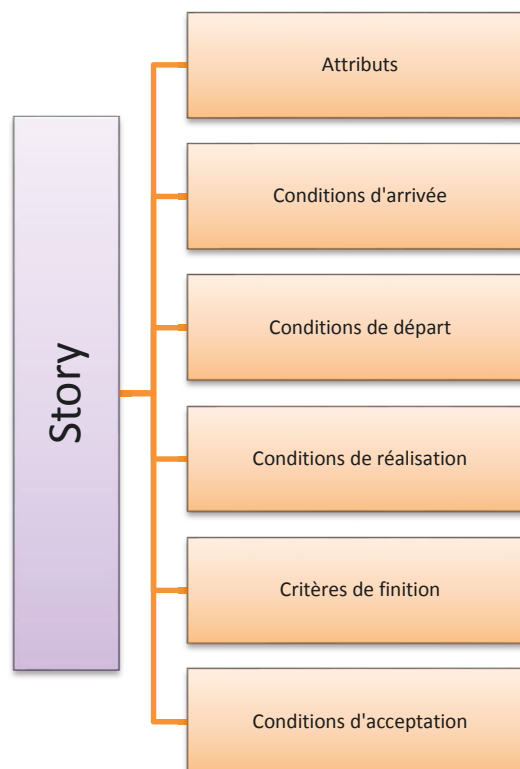 Story
Attributs
Conditions d'arrivée
Conditions de départ
Conditions de réalisation
Critères de finition
Conditions d'acceptation